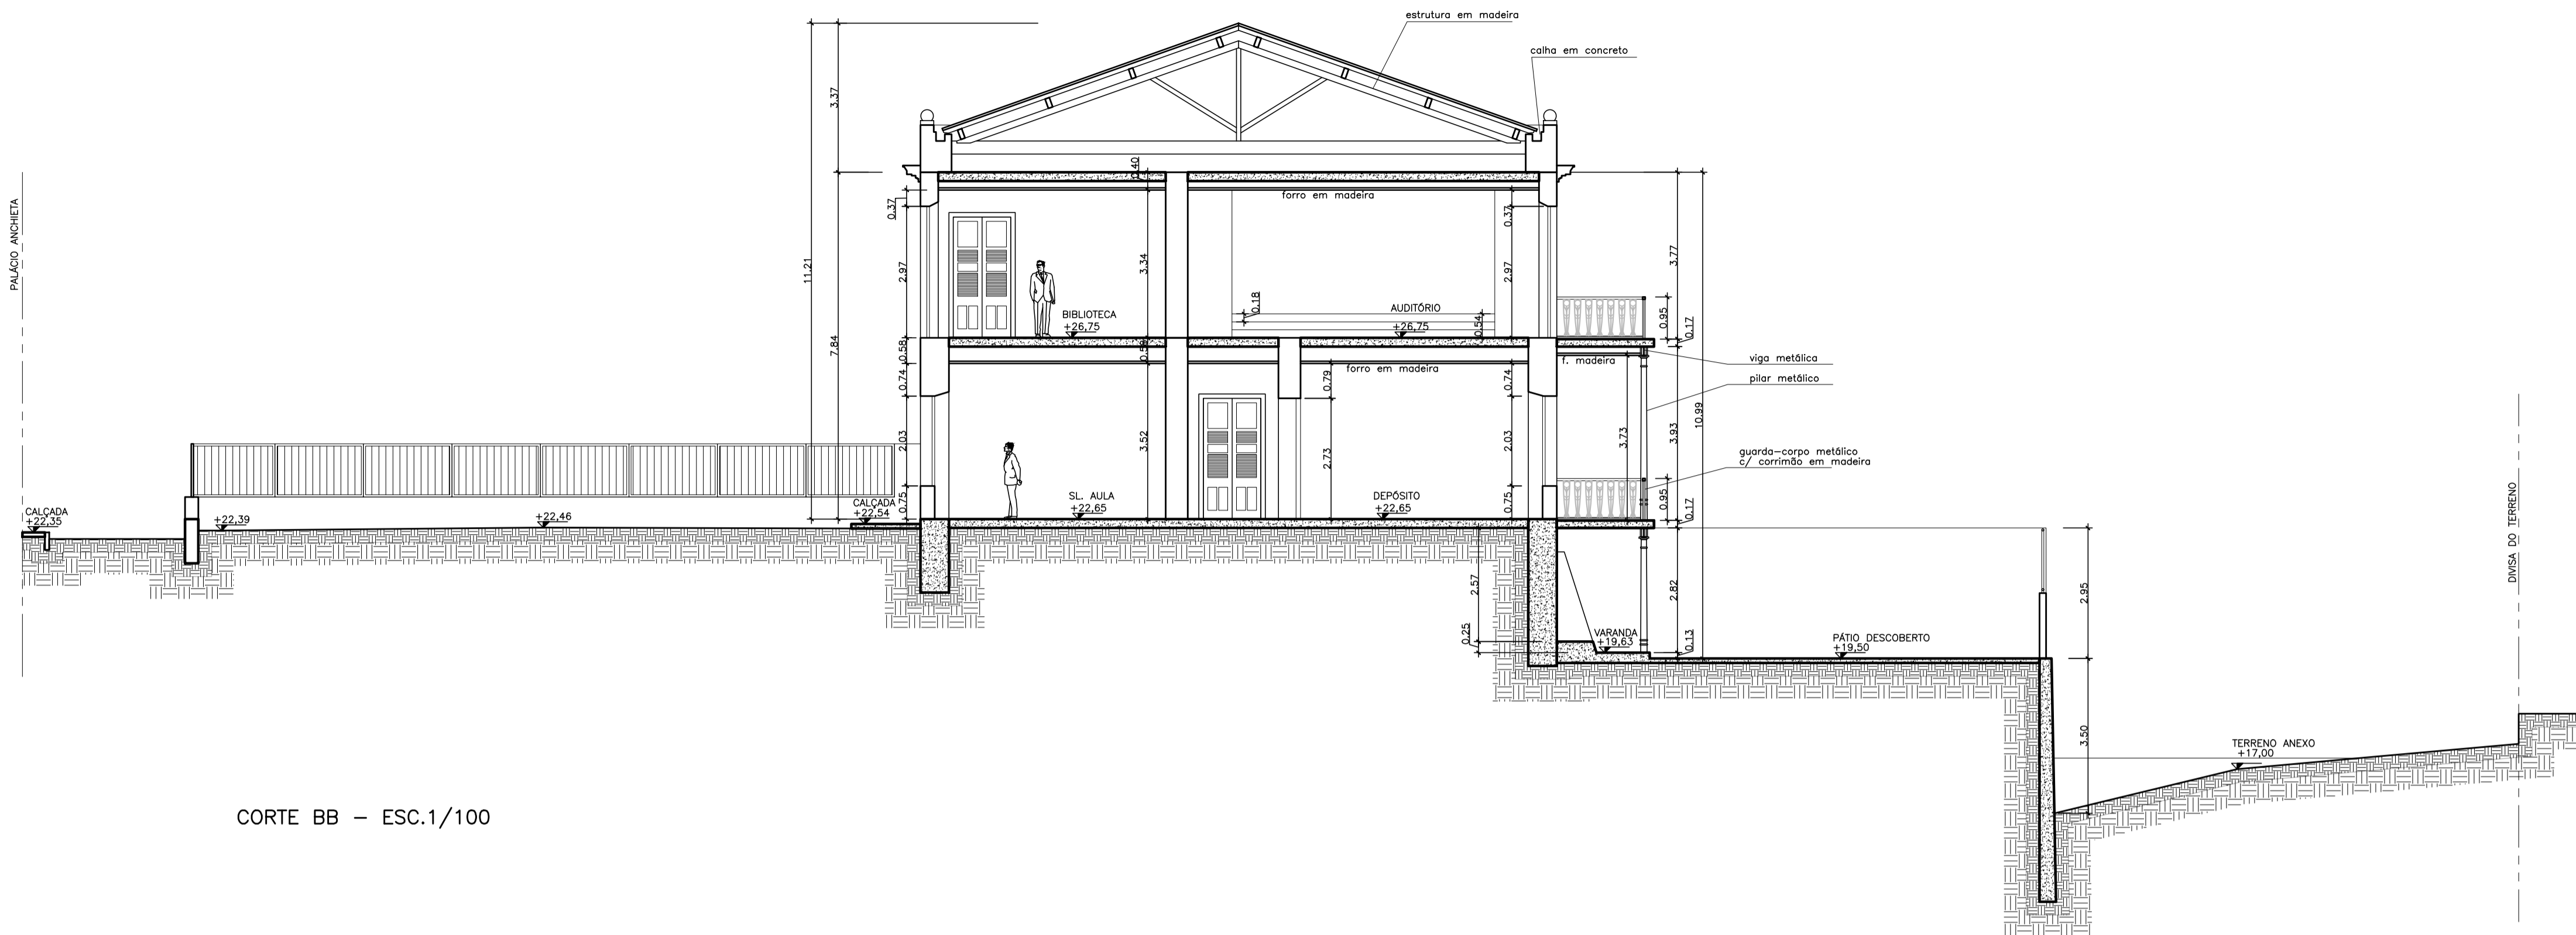 estrutura em madeira
calha em concreto
3.37
0.40
forro em madeira
0.37
0.37
PALÁCIO ANCHIETA
11.21
2.97
3.34
2.97
3.77
0.18
BIBLIOTECA
+26,75
AUDITÓRIO
+26,75
0.54
0.95
0.17
7.84
0.58
0.58
viga metálica
f. madeira
forro em madeira
pilar metálico
0.74
0.79
0.74
10.99
2.03
3.52
2.73
2.03
3.73
3.93
guarda-corpo metálico
c/ corrimão em madeira
CALÇADA
+22,35
+22,39
+22,46
CALÇADA
+22,54
0.75
SL. AULA
+22,65
DEPÓSITO
+22,65
0.75
0.95
0.17
DIVISA DO TERRENO
2.57
2.82
2.95
0.25
VARANDA
+19,63
0.13
PÁTIO DESCOBERTO
+19,50
3.50
TERRENO ANEXO
+17,00
CORTE BB - ESC.1/100